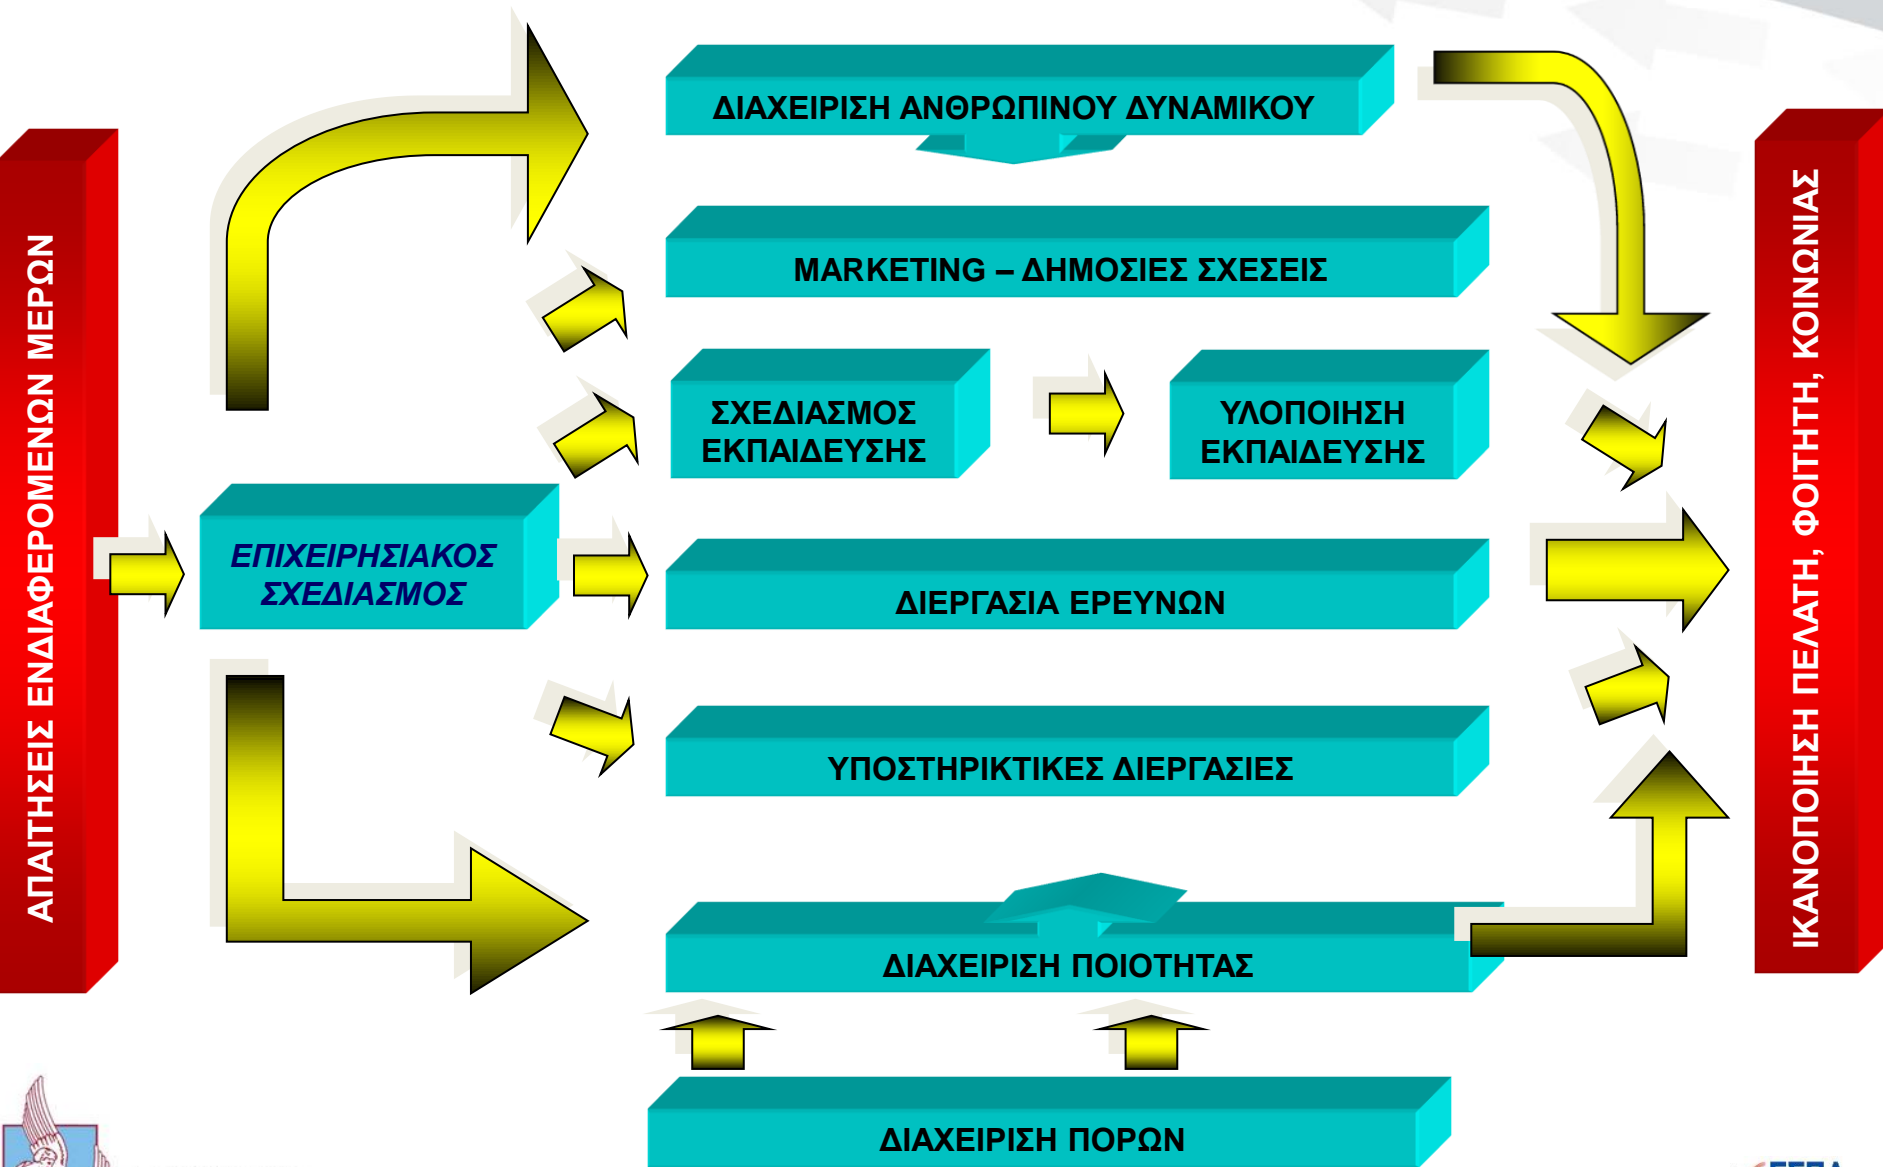 ΑΠΑΙΤΗΣΕΙΣ ΕΝΔΙΑΦΕΡΟΜΕΝΩΝ ΜΕΡΩΝ
ΕΠΙΧΕΙΡΗΣΙΑΚΟΣ
ΣΧΕΔΙΑΣΜΟΣ
ΔΙΑΧΕΙΡΙΣΗ ΑΝΘΡΩΠΙΝΟΥ ΔΥΝΑΜΙΚΟΥ
MARKETING – ΔΗΜΟΣΙΕΣ ΣΧΕΣΕΙΣ
ΣΧΕΔΙΑΣΜΟΣ
ΕΚΠΑΙΔΕΥΣΗΣ
ΥΛΟΠΟΙΗΣΗ
ΕΚΠΑΙΔΕΥΣΗΣ
ΔΙΕΡΓΑΣΙΑ ΕΡΕΥΝΩΝ
ΥΠΟΣΤΗΡΙΚΤΙΚΕΣ ΔΙΕΡΓΑΣΙΕΣ
ΔΙΑΧΕΙΡΙΣΗ ΠΟΙΟΤΗΤΑΣ
ΔΙΑΧΕΙΡΙΣΗ ΠΟΡΩΝ
ΙΚΑΝΟΠΟΙΗΣΗ ΠΕΛΑΤΗ, ΦΟΙΤΗΤΗ, ΚΟΙΝΩΝΙΑΣ